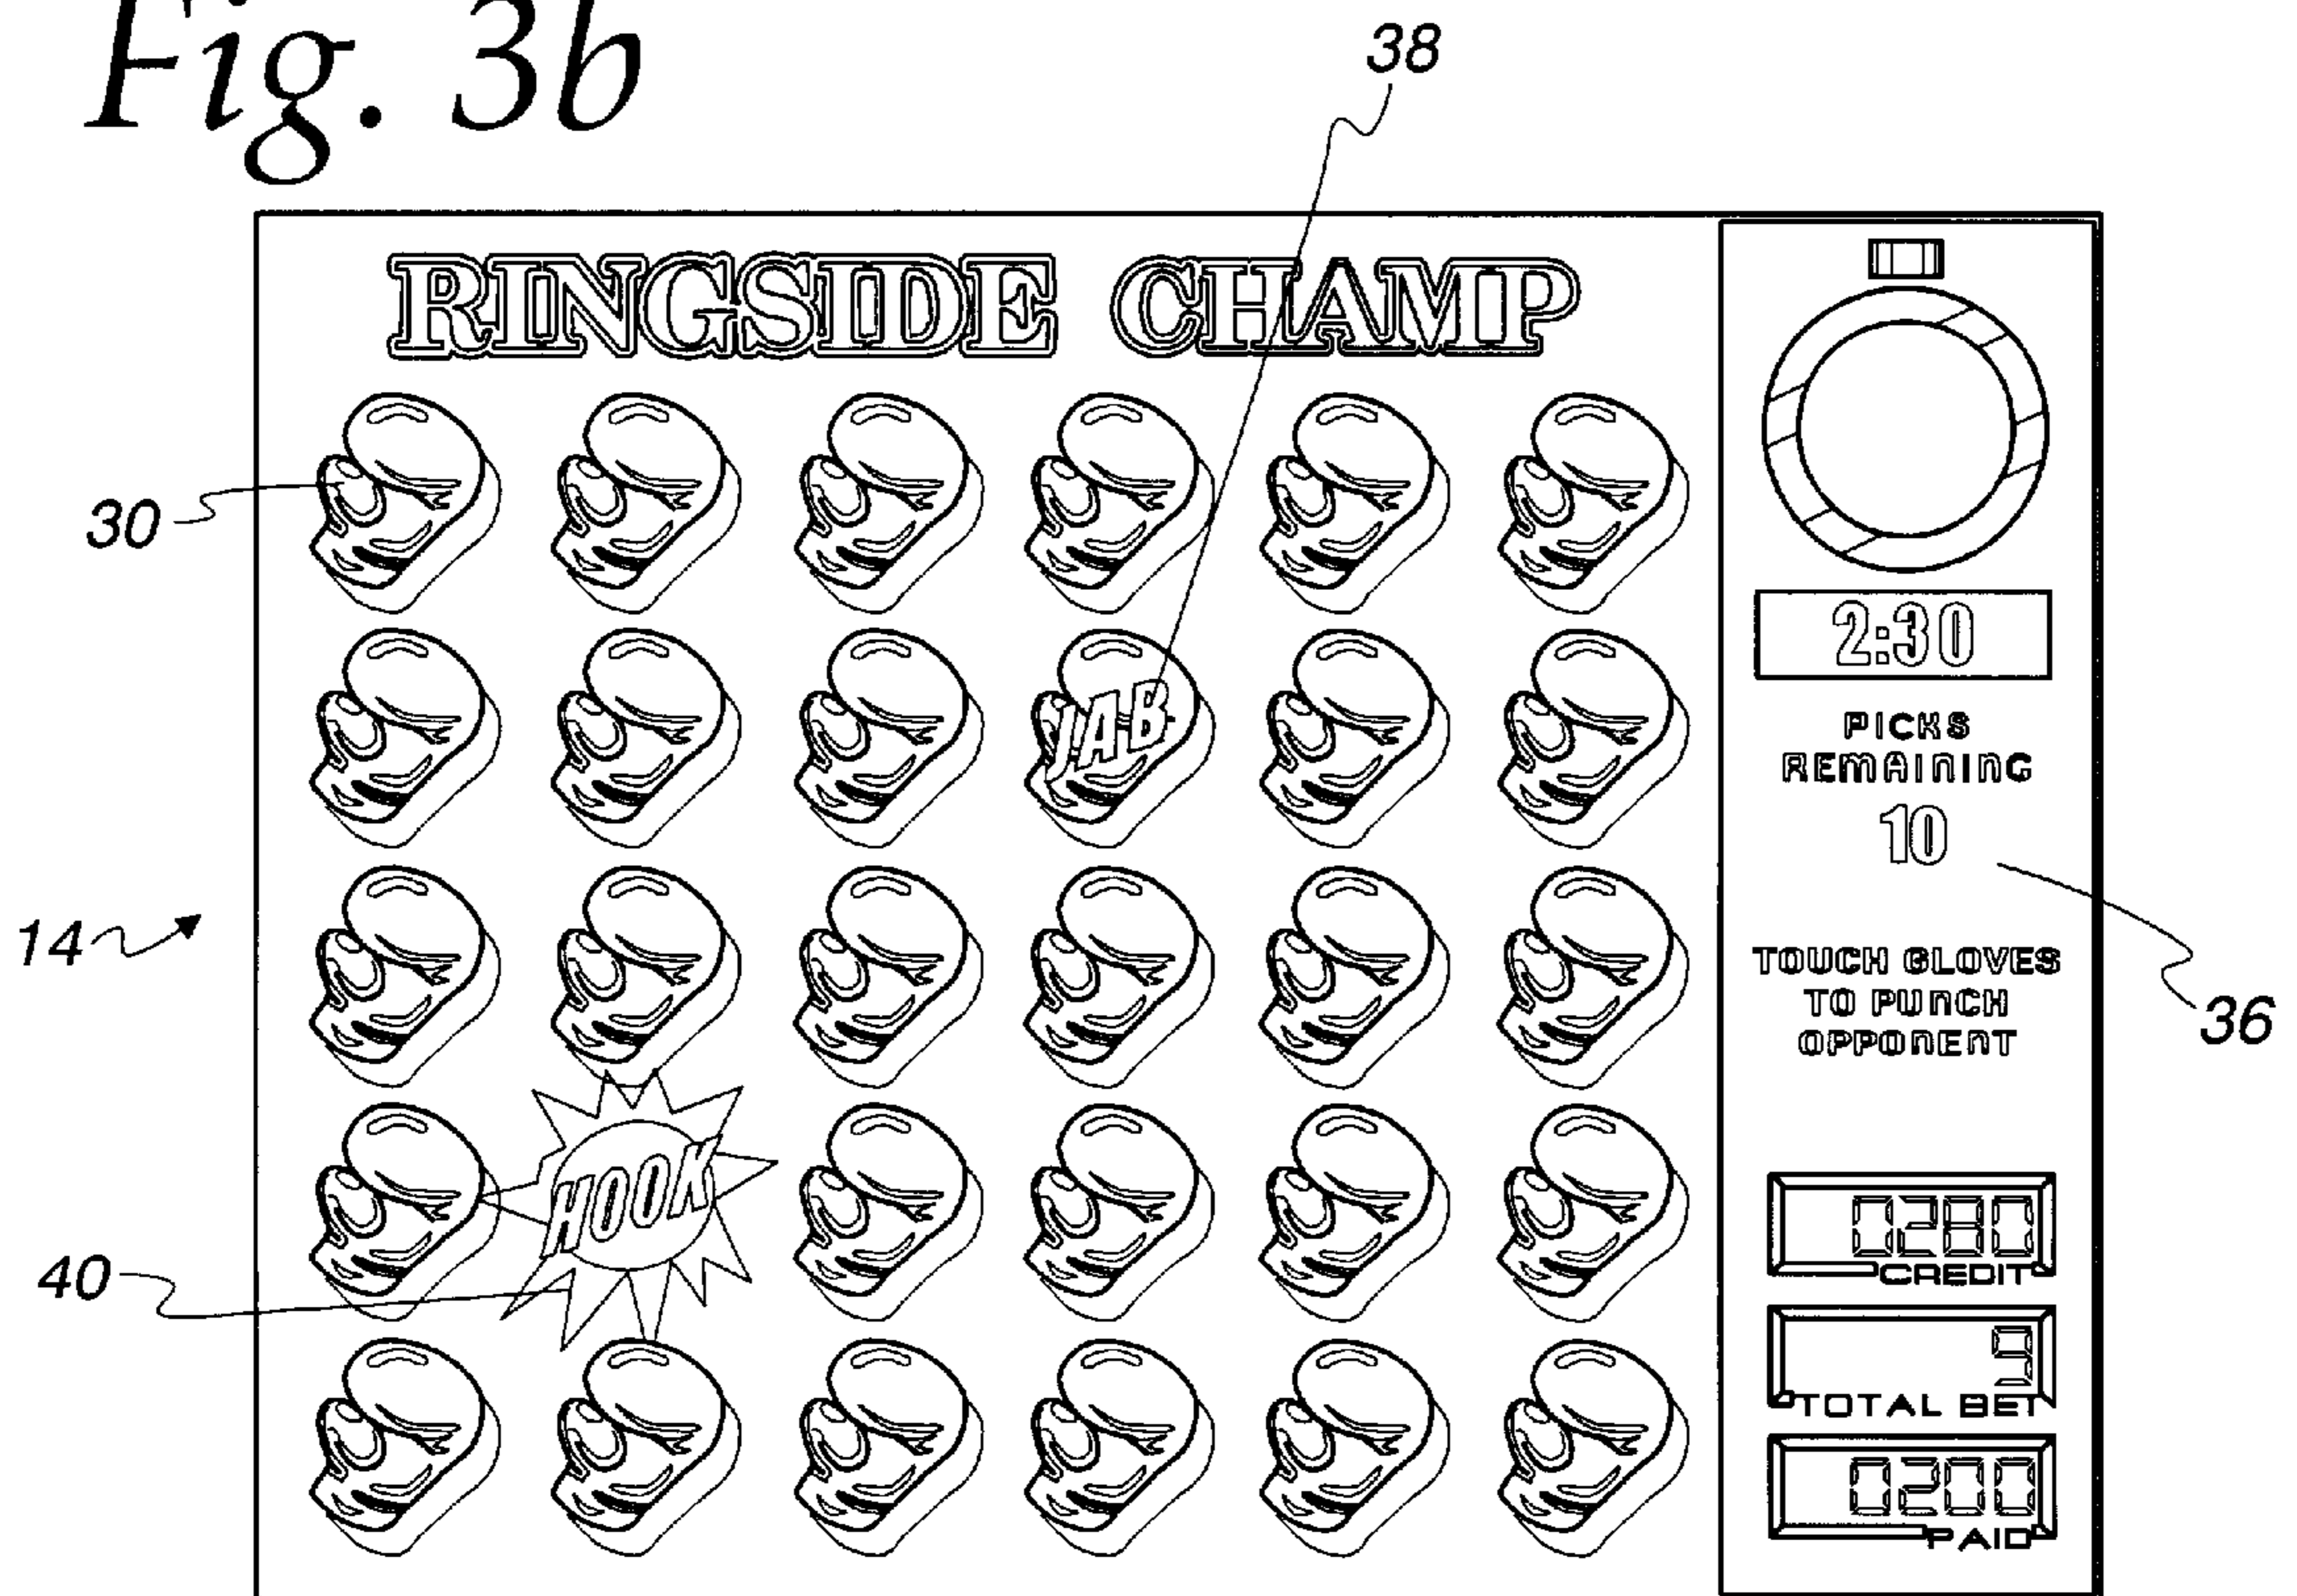 Fig. 3b
38
RINGSIDE CHAMP
30
2:30
JAB
PICKS
REMAINING
10
14
TOUCH GLOVES
TO PUNCH
OPPONENT
36
HOOK
0280
CREDIT
40
9
TOTAL BET
0200
PAID